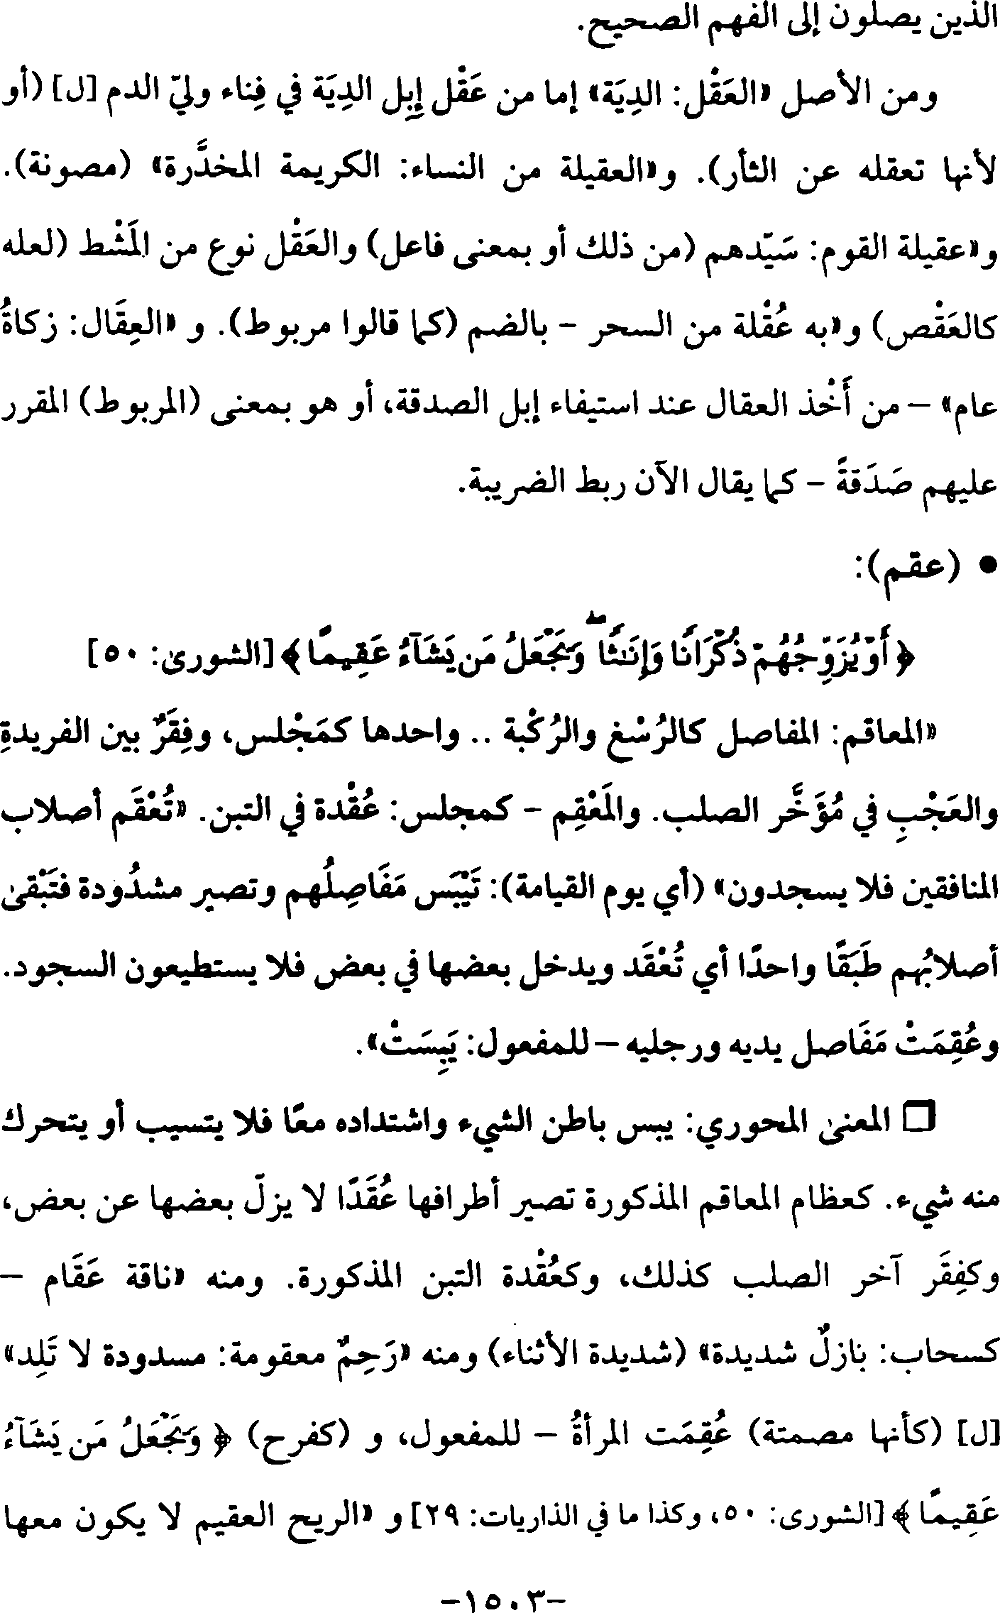 الذين يصلون إلى الفهم الصحيح.
ومن الأصل «العَقْل: الدِيَة» إما من عَقْل إِبِل الدِيَة في فِناء وليّ الدم [ل] (أو
لأنها تعقله عن الثأر). و«العقيلة من النساء: الكريمة المخدَّرة» (مصونة).
و«عقيلة القوم: سَيّدهم (من ذلك أو بمعنى فاعل) والعَقْل نوع من المَشْط (لعله
كالعَقْص) و«به عُقْلة من السحر – بالضم (كما قالوا مربوط). و «العِقَال: زكاةُ
عام» – من أَخْذ العقال عند استيفاء إبل الصدقة، أو هو بمعنى (المربوط) المقرر
عليهم صَدَقةً – كما يقال الآن ربط الضريبة.
• (عقم):
﴿أَوْ يُزَوِّجُهُمْ ذُكْرَانًا وَإِنَٰثًا ۖ وَيَجْعَلُ مَن يَشَآءُ عَقِيمًا﴾ [الشورىٰ: ٥٠]
«المعاقم: المفاصل كالرُسْغ والرُكْبة .. واحدها كمَجْلس، وفِقَرٌ بين الفريدةِ
والعَجْبِ في مُؤَخَّر الصلب. والمَعْقِم – كمجلس: عُقْدة في التبن. «تُعْقَم أصلاب
المنافقين فلا يسجدون» (أي يوم القيامة): تَيْبَس مَفَاصِلُهم وتصير مشدُودة فتَبْقىٰ
أصلابُهم طَبَقًا واحدًا أي تُعْقَد ويدخل بعضها في بعض فلا يستطيعون السجود.
وعُقِمَتْ مَفَاصل يديه ورجليه – للمفعول: يَبِسَتْ».
❒ المعنىٰ المحوري: يبس باطن الشيء واشتداده معًا فلا يتسيب أو يتحرك
منه شيء. كعظام المعاقم المذكورة تصير أطرافها عُقَدًا لا يزلّ بعضها عن بعض،
وكفِقَر آخر الصلب كذلك، وكعُقْدة التبن المذكورة. ومنه «ناقة عَقَام –
كسحاب: بازلٌ شديدة» (شديدة الأثناء) ومنه «رَحِمٌ معقومة: مسدودة لا تَلِد»
[ل] (كأنها مصمتة) عُقِمَت المرأةُ – للمفعول، و (كفرح) ﴿وَيَجْعَلُ مَن يَشَآءُ
عَقِيمًا﴾ [الشورى: ٥٠، وكذا ما في الذاريات: ٢٩] و «الريح العقيم لا يكون معها
-١٥٠٣-